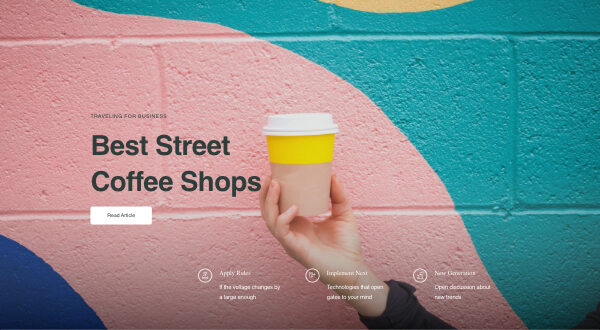 TRAVELING FOR BUSINESS
Best Street
Coffee Shops
Read Article
Apply Rules
If the voltage changes by
a large enough
Implement Next
Technologies that open
gates to your mind
New Generation
Open decussion about
new trends